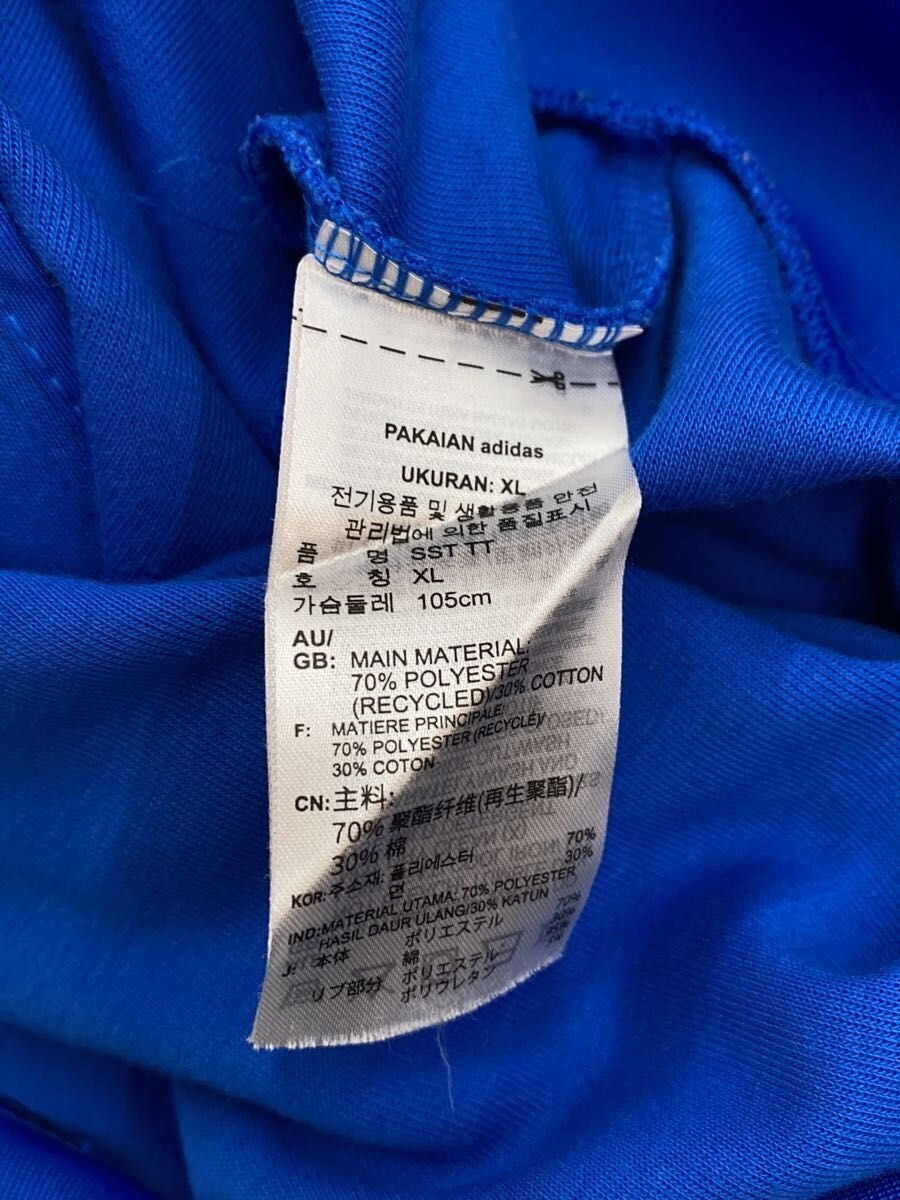 PAKAIAN adidas
UKURAN: XL
전기용품 및 생활용품 안전
관리법에 의한 품질표시
품 명 SST TT
호 칭 XL
가슴둘레 105cm
AU/
GB: MAIN MATERIAL:
70% POLYESTER
(RECYCLED)/30% COTTON
F: MATIERE PRINCIPALE:
70% POLYESTER (RECYCLÉ)/
30% COTON
CN: 主料:
70% 聚酯纤维(再生聚酯)/
30% 棉
KOR: 주소재: 폴리에스터 70%
면 30%
IND: MATERIAL UTAMA: 70% POLYESTER
HASIL DAUR ULANG/30% KATUN
J: 本体 ポリエステル 70%
綿 30%
リブ部分 ポリエステル
ポリウレタン